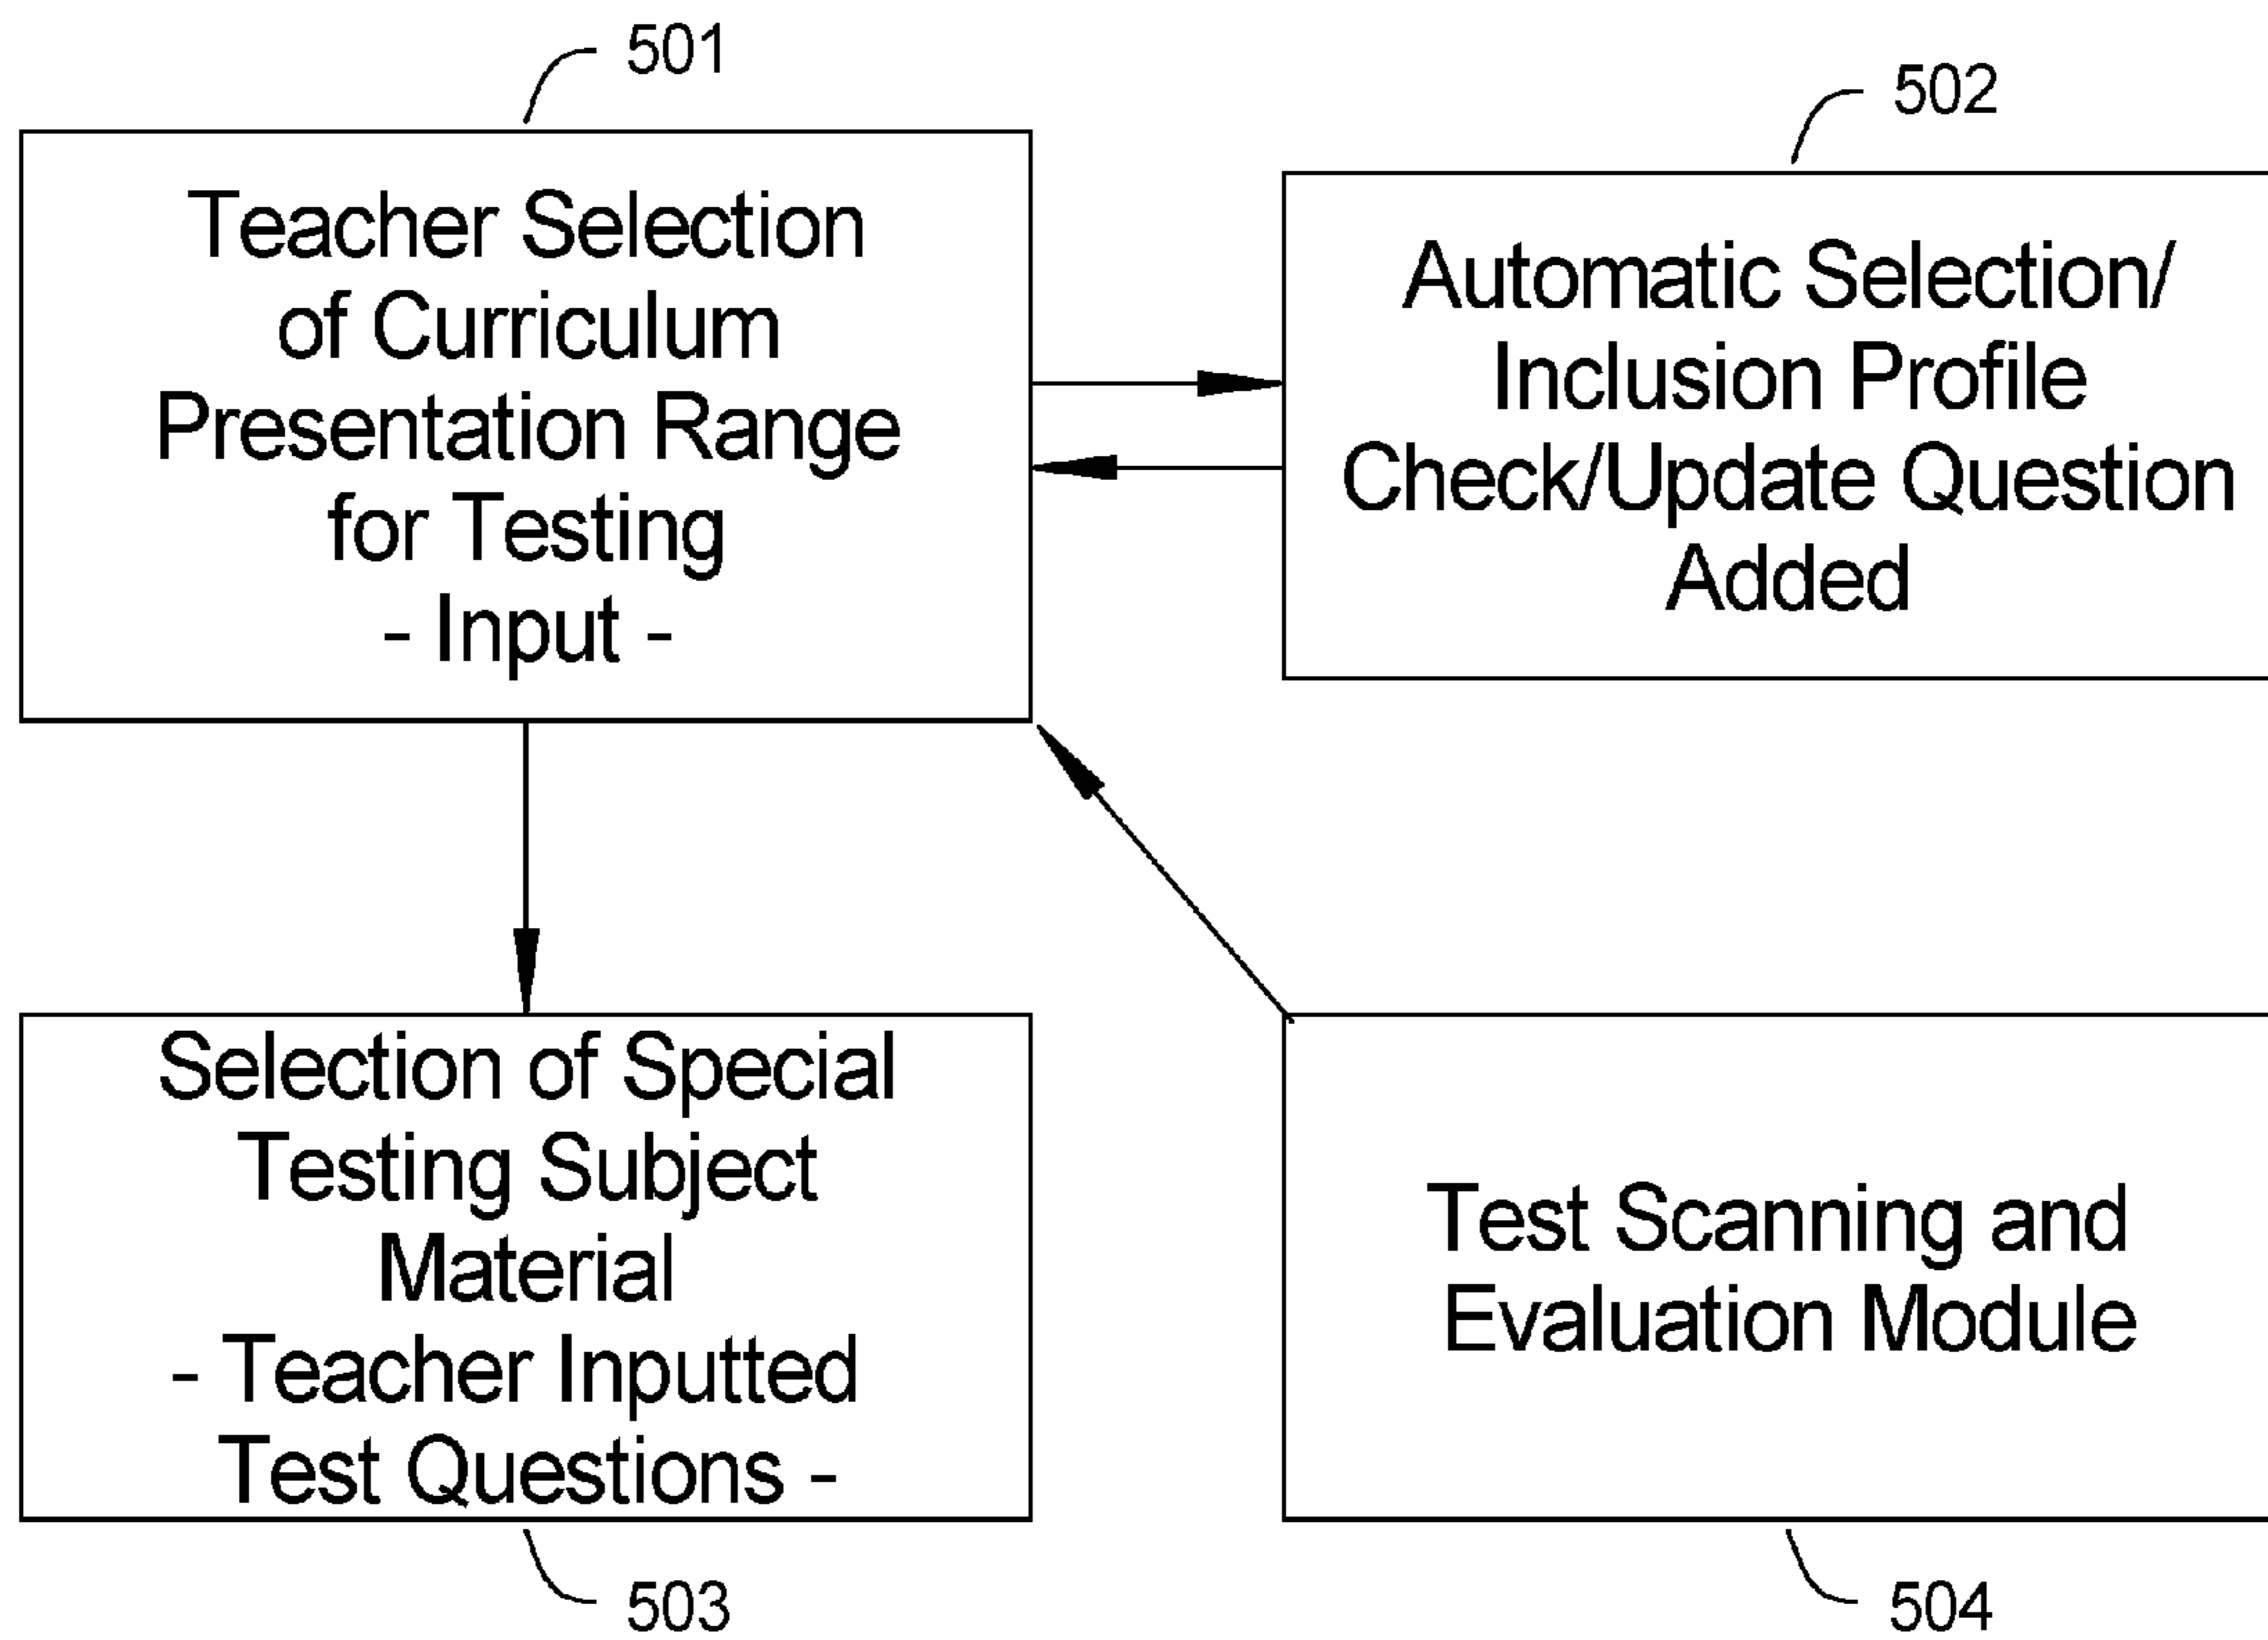 501
Teacher Selection
of Curriculum
Presentation Range
for Testing
- Input -
502
Automatic Selection/
Inclusion Profile
Check/Update Question
Added
Selection of Special
Testing Subject
Material
- Teacher Inputted
Test Questions -
503
Test Scanning and
Evaluation Module
504